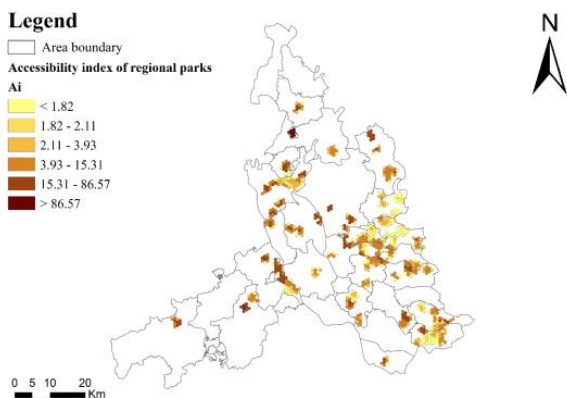 Legend
N
Area boundary
Accessibility index of regional parks
Ai
< 1.82
1.82 - 2.11
2.11 - 3.93
3.93 - 15.31
15.31 - 86.57
> 86.57
0 5 10 20
Km